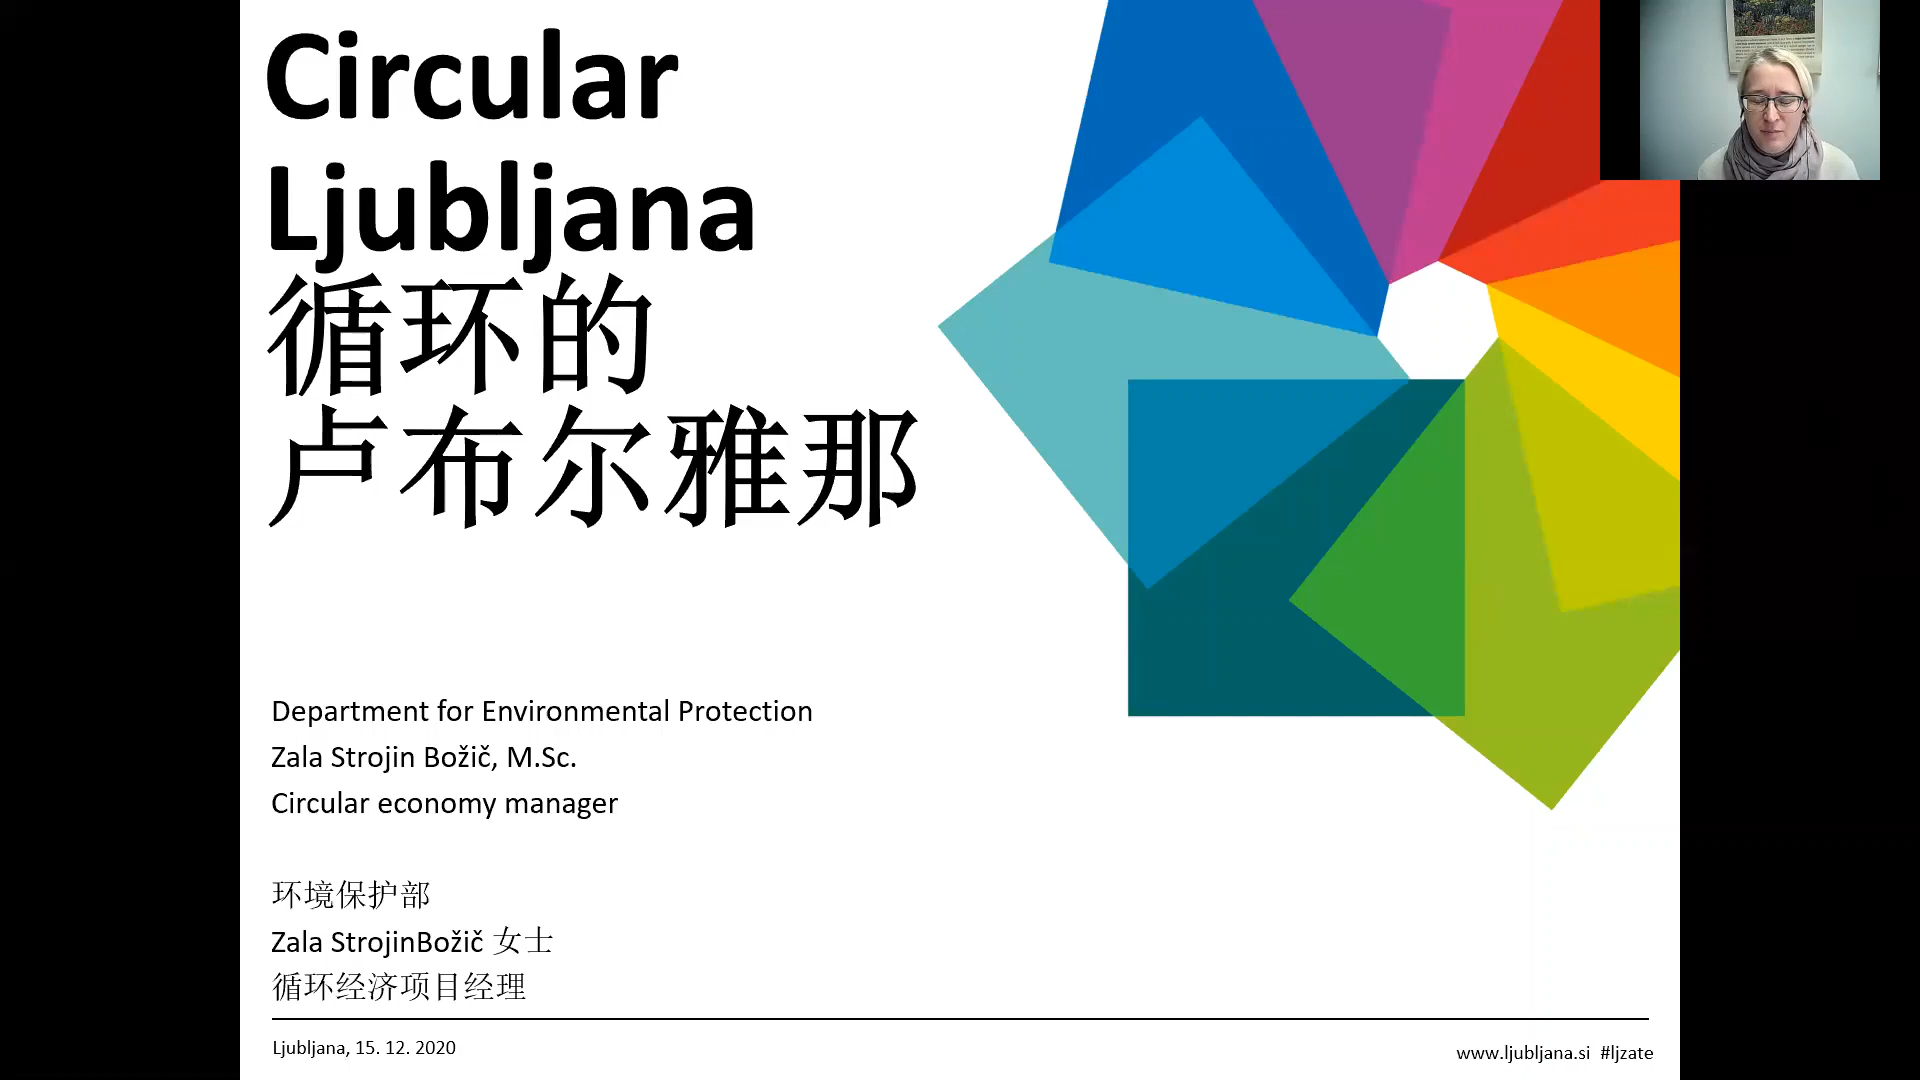 Circular
Ljubljana
循环的
卢布尔雅那
Department for Environmental Protection
Zala Strojin Božič, M.Sc.
Circular economy manager
环境保护部
Zala StrojinBožič 女士
循环经济项目经理
Ljubljana, 15. 12. 2020
www.ljubljana.si #ljzate